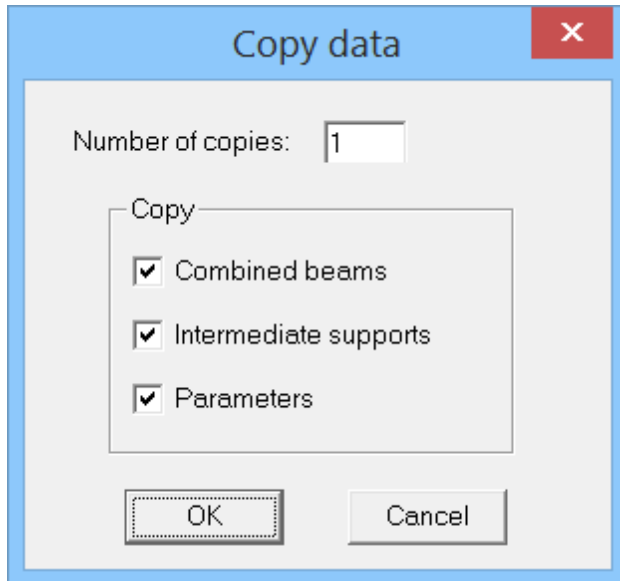 Copy data
Number of copies: 1
Copy
Combined beams
Intermediate supports
Parameters
OK Cancel